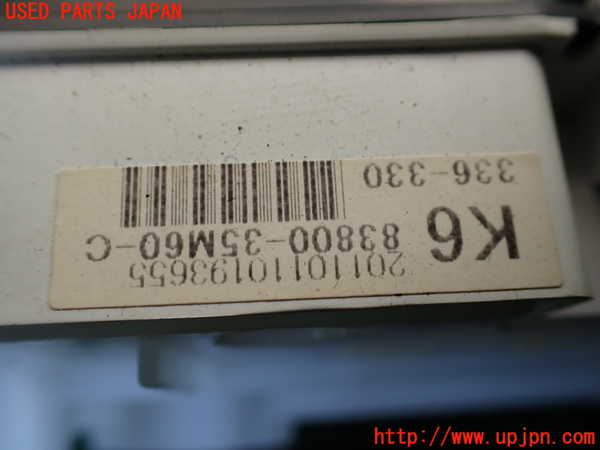 USED PARTS JAPAN
20110110193655
K6 83800-35M60-C
336-330
http://www.upjpn.com/